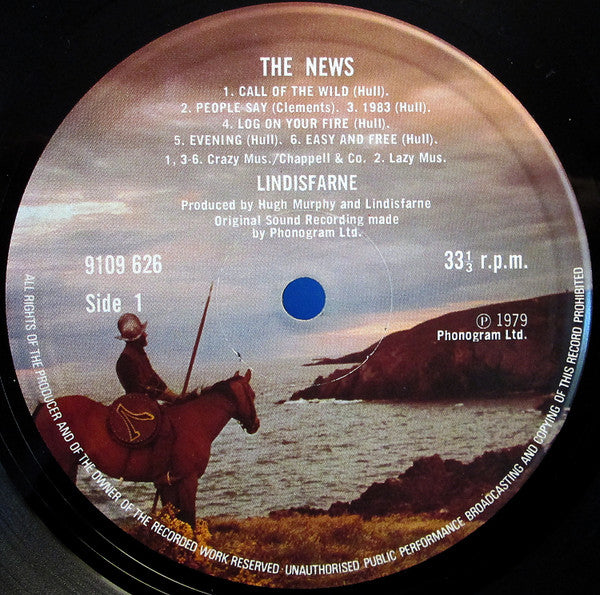 THE NEWS
1. CALL OF THE WILD (Hull).
2. PEOPLE SAY (Clements). 3. 1983 (Hull).
4. LOG ON YOUR FIRE (Hull).
5. EVENING (Hull). 6. EASY AND FREE (Hull).
1, 3-6. Crazy Mus./Chappell & Co. 2. Lazy Mus.
LINDISFARNE
Produced by Hugh Murphy and Lindisfarne
Original Sound Recording made
by Phonogram Ltd.
9109 626
33⅓ r.p.m.
Side 1
℗ 1979
Phonogram Ltd.
ALL RIGHTS OF THE PRODUCER AND OF THE OWNER OF THE RECORDED WORK RESERVED · UNAUTHORISED PUBLIC PERFORMANCE BROADCASTING AND COPYING OF THIS RECORD PROHIBITED